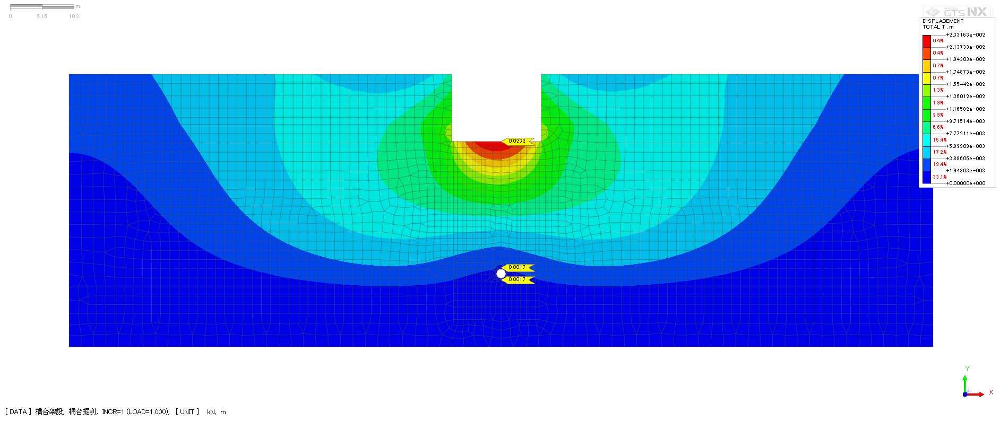 m
0 5.16 10.3
midas
GTS NX
DISPLACEMENT
TOTAL T , m
+2.33163e-002
0.4%
+2.13733e-002
0.4%
+1.94303e-002
0.7%
+1.74873e-002
0.7%
+1.55442e-002
1.3%
+1.36012e-002
1.9%
+1.16582e-002
2.9%
+9.71514e-003
6.6%
+7.77211e-003
15.4%
+5.82909e-003
17.2%
+3.88606e-003
19.4%
+1.94303e-003
33.1%
+0.00000e+000
0.0232
0.0017
0.0017
Y
Z
X
[ DATA ] 橋台架設, 橋台掘削, INCR=1 (LOAD=1.000), [ UNIT ] kN, m